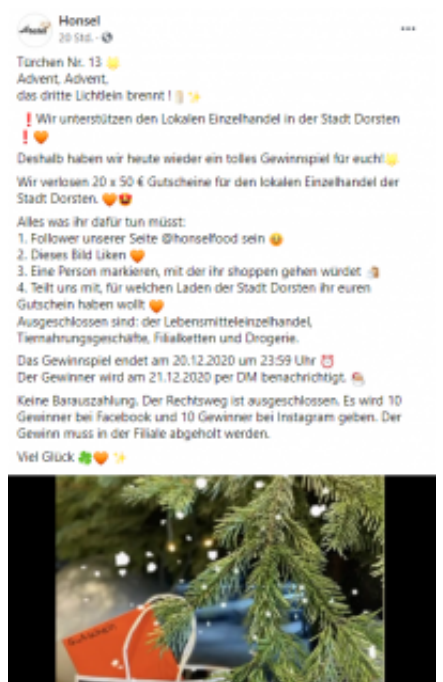 Honsel
20 Std. ·
Türchen Nr. 13 🌟
Advent, Advent,
das dritte Lichtlein brennt ! 🕯️✨
❗Wir unterstützen den Lokalen Einzelhandel in der Stadt Dorsten
❗🧡
Deshalb haben wir heute wieder ein tolles Gewinnspiel für euch!🌟
Wir verlosen 20 x 50 € Gutscheine für den lokalen Einzelhandel der
Stadt Dorsten. 🧡🤩
Alles was ihr dafür tun müsst:
1. Follower unserer Seite @honselfood sein 😀
2. Dieses Bild Liken 🧡
3. Eine Person markieren, mit der ihr shoppen gehen würdet
4. Teilt uns mit, für welchen Laden der Stadt Dorsten ihr euren
Gutschein haben wollt 🧡
Ausgeschlossen sind: der Lebensmitteleinzelhandel,
Tiernahrungsgeschäfte, Filialketten und Drogerie.
Das Gewinnspiel endet am 20.12.2020 um 23:59 Uhr ⏰
Der Gewinner wird am 21.12.2020 per DM benachrichtigt. 🎅
Keine Barauszahlung. Der Rechtsweg ist ausgeschlossen. Es wird 10
Gewinner bei Facebook und 10 Gewinner bei Instagram geben. Der
Gewinn muss in der Filiale abgeholt werden.
Viel Glück 🍀🧡✨
Gutschein